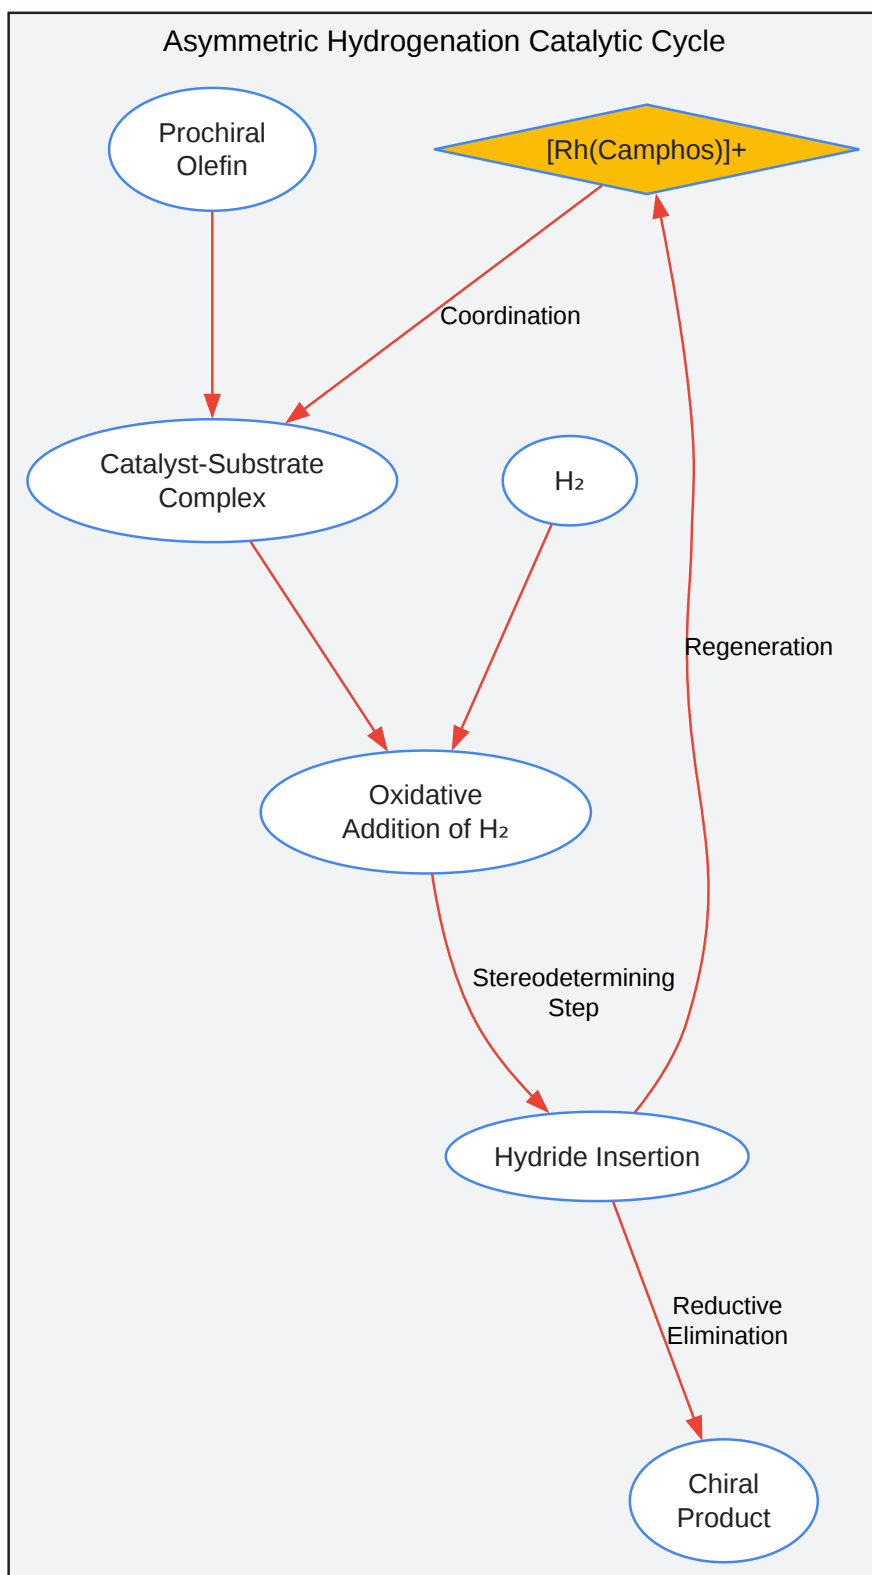 Asymmetric Hydrogenation Catalytic Cycle
Prochiral
Olefin
[Rh(Camphos)]+
Coordination
Catalyst-Substrate
Complex
H₂
Regeneration
Oxidative
Addition of H₂
Stereodetermining
Step
Hydride Insertion
Reductive
Elimination
Chiral
Product